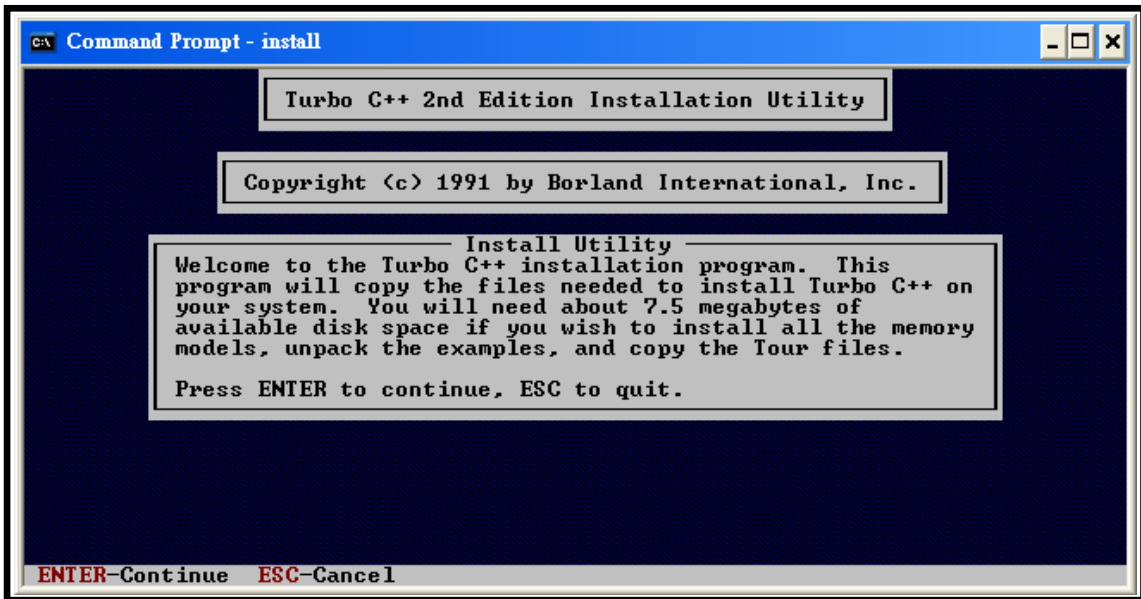 Command Prompt - install
Turbo C++ 2nd Edition Installation Utility
Copyright (c) 1991 by Borland International, Inc.
Install Utility
Welcome to the Turbo C++ installation program.  This
program will copy the files needed to install Turbo C++ on
your system.  You will need about 7.5 megabytes of
available disk space if you wish to install all the memory
models, unpack the examples, and copy the Tour files.
Press ENTER to continue, ESC to quit.
ENTER-Continue  ESC-Cancel